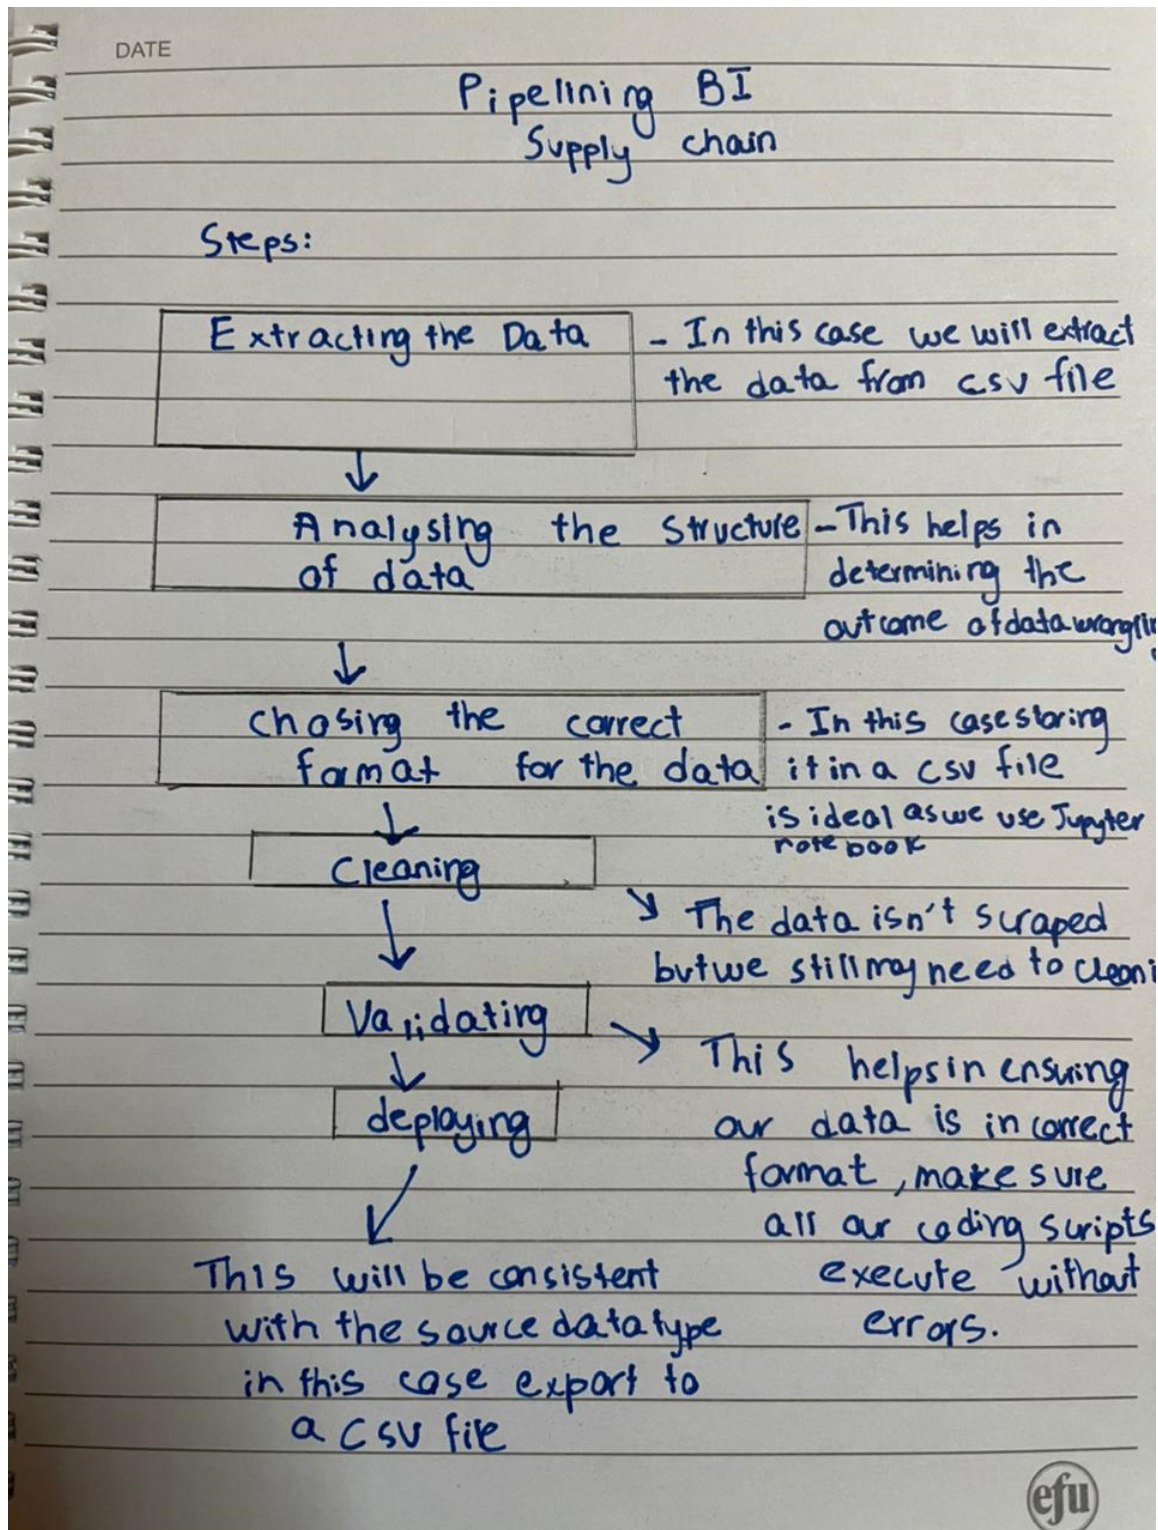 DATE
Pipelining BI
Supply chain
Steps:
Extracting the Data
- In this case we will extract
the data from csv file
Analysing the structure
of data
- This helps in
determining the
outcome of data wrangling
chosing the correct
format for the data
- In this case storing
it in a csv file
is ideal as we use Jupyter
note book
Cleaning
The data isn't scraped
but we still may need to cleani
Validating
This helps in ensuring
our data is in correct
format, make sure
all our coding scripts
execute without
errors.
deploying
This will be consistent
with the source data type
in this case export to
a csv file
efu